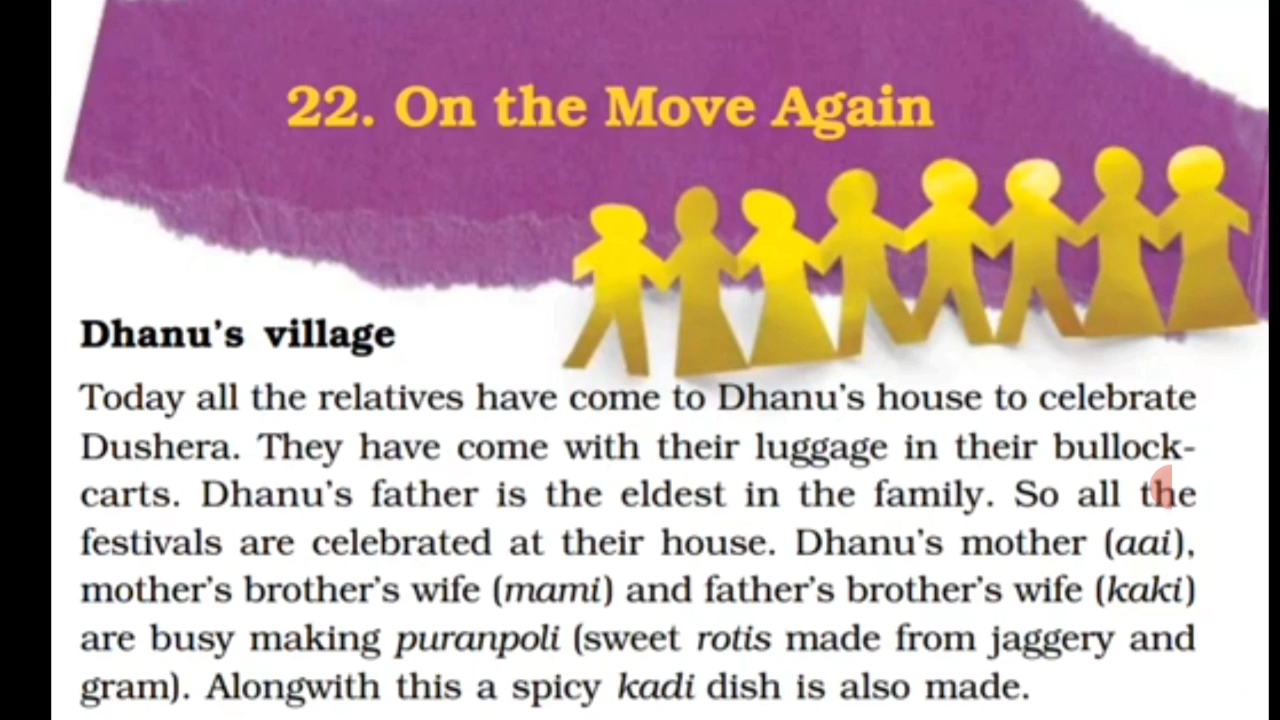 22. On the Move Again
Dhanu's village
Today all the relatives have come to Dhanu's house to celebrate
Dushera. They have come with their luggage in their bullock-
carts. Dhanu's father is the eldest in the family. So all the
festivals are celebrated at their house. Dhanu's mother (aai),
mother's brother's wife (mami) and father's brother's wife (kaki)
are busy making puranpoli (sweet rotis made from jaggery and
gram). Alongwith this a spicy kadi dish is also made.